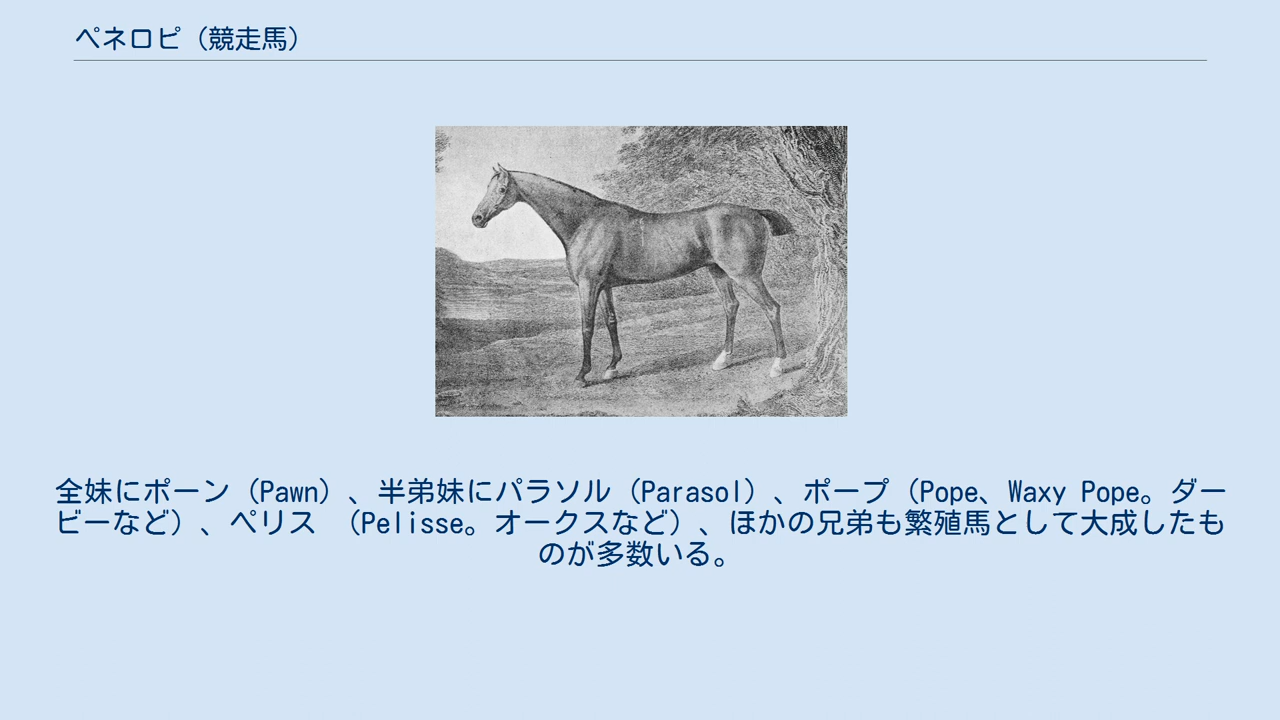 ペネロピ（競走馬）
全妹にポーン（Pawn）、半弟妹にパラソル（Parasol）、ポープ（Pope、Waxy Pope。ダー
ビーなど）、ペリス　（Pelisse。オークスなど）、ほかの兄弟も繁殖馬として大成したも
のが多数いる。